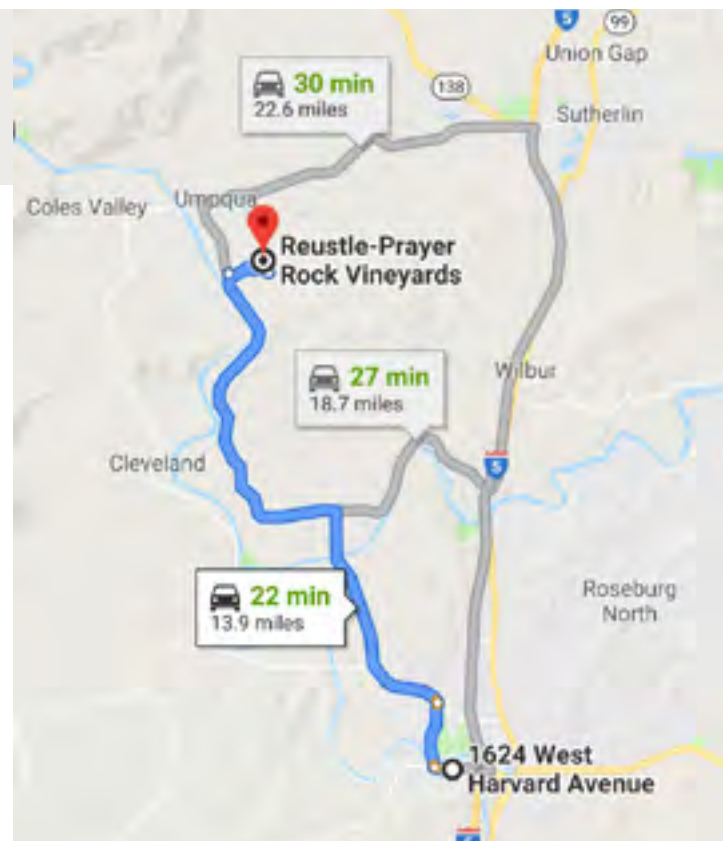 5
99
Union Gap
30 min
22.6 miles
138
Sutherlin
Coles Valley
Umpqua
Reustle-Prayer
Rock Vineyards
27 min
18.7 miles
Wilbur
Cleveland
5
22 min
13.9 miles
Roseburg
North
1624 West
Harvard Avenue